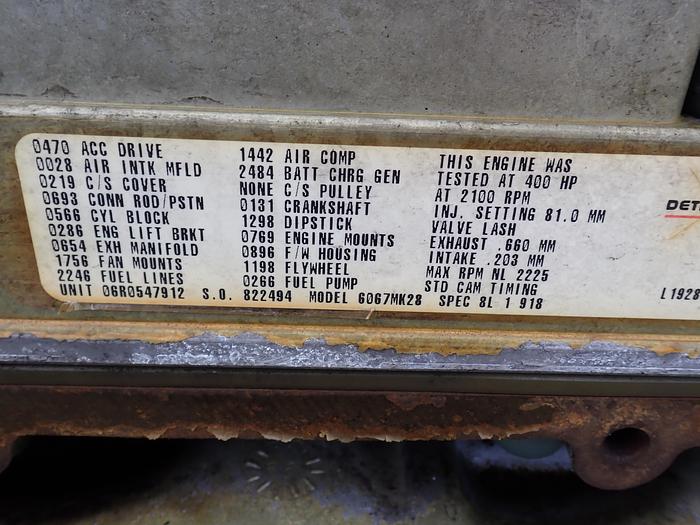 0470 ACC DRIVE
0028 AIR INTK MFLD
0219 C/S COVER
0693 CONN ROD/PSTN
0566 CYL BLOCK
0286 ENG LIFT BRKT
0654 EXH MANIFOLD
1756 FAN MOUNTS
2246 FUEL LINES
1442 AIR COMP
2484 BATT CHRG GEN
NONE C/S PULLEY
0131 CRANKSHAFT
1298 DIPSTICK
0769 ENGINE MOUNTS
0896 F/W HOUSING
1198 FLYWHEEL
0266 FUEL PUMP
THIS ENGINE WAS
TESTED AT 400 HP
AT 2100 RPM
INJ. SETTING 81.0 MM
VALVE LASH
EXHAUST .660 MM
INTAKE .203 MM
MAX RPM NL 2225
STD CAM TIMING
UNIT 06R0547912 S.O. 822494 MODEL 6067MK28 SPEC 8L 1 918
DET
L1928